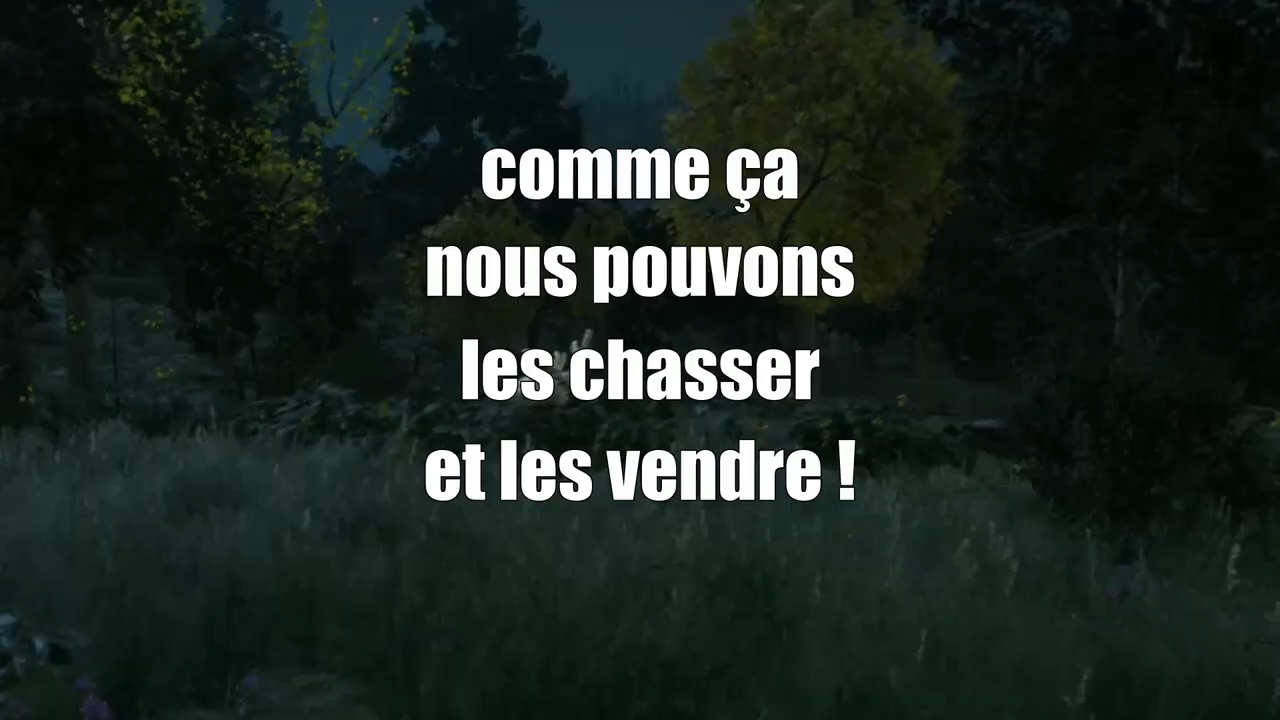 comme ça
nous pouvons
les chasser
et les vendre !